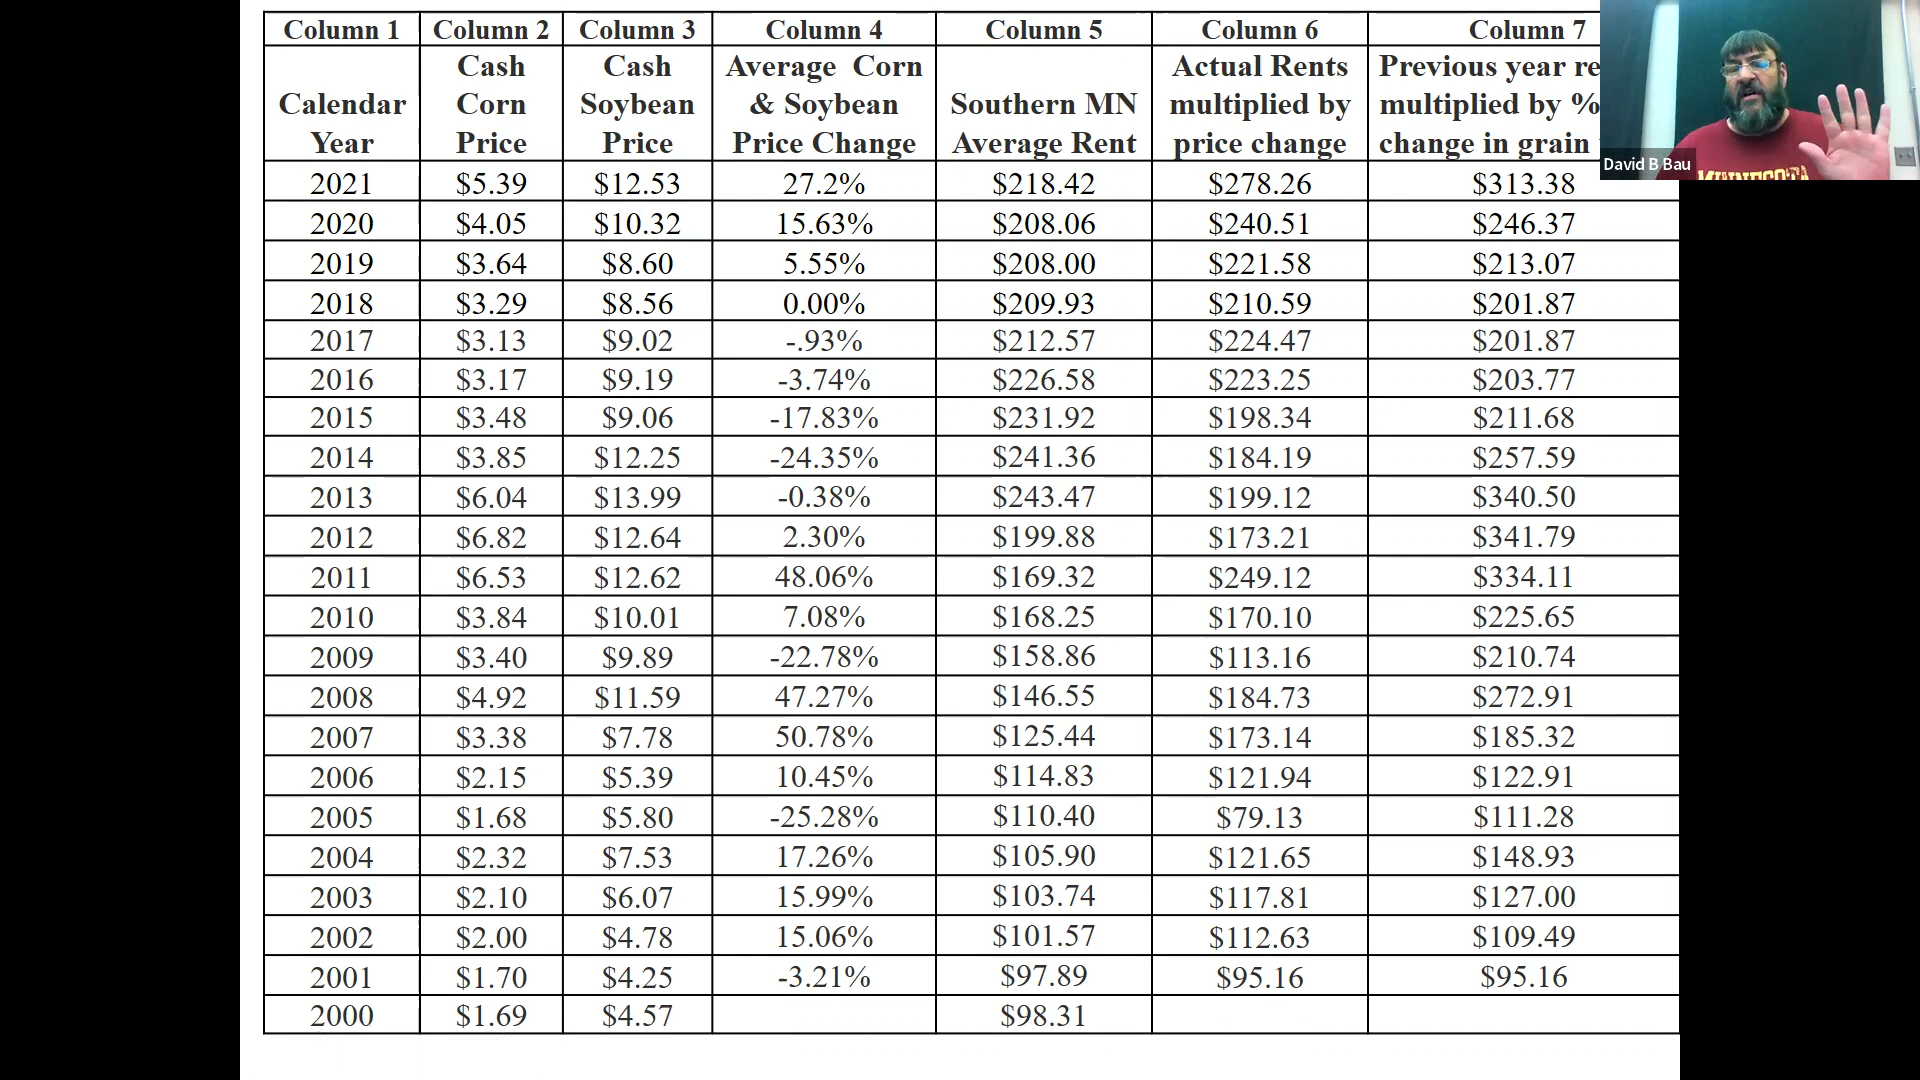 Column 1 Column 2 Column 3 Column 4 Column 5 Column 6 Column 7
Calendar Year Cash Corn Price Cash Soybean Price Average Corn & Soybean Price Change Southern MN Average Rent Actual Rents multiplied by price change Previous year re multiplied by % change in grain
2021 $5.39 $12.53 27.2% $218.42 $278.26 $313.38
2020 $4.05 $10.32 15.63% $208.06 $240.51 $246.37
2019 $3.64 $8.60 5.55% $208.00 $221.58 $213.07
2018 $3.29 $8.56 0.00% $209.93 $210.59 $201.87
2017 $3.13 $9.02 -.93% $212.57 $224.47 $201.87
2016 $3.17 $9.19 -3.74% $226.58 $223.25 $203.77
2015 $3.48 $9.06 -17.83% $231.92 $198.34 $211.68
2014 $3.85 $12.25 -24.35% $241.36 $184.19 $257.59
2013 $6.04 $13.99 -0.38% $243.47 $199.12 $340.50
2012 $6.82 $12.64 2.30% $199.88 $173.21 $341.79
2011 $6.53 $12.62 48.06% $169.32 $249.12 $334.11
2010 $3.84 $10.01 7.08% $168.25 $170.10 $225.65
2009 $3.40 $9.89 -22.78% $158.86 $113.16 $210.74
2008 $4.92 $11.59 47.27% $146.55 $184.73 $272.91
2007 $3.38 $7.78 50.78% $125.44 $173.14 $185.32
2006 $2.15 $5.39 10.45% $114.83 $121.94 $122.91
2005 $1.68 $5.80 -25.28% $110.40 $79.13 $111.28
2004 $2.32 $7.53 17.26% $105.90 $121.65 $148.93
2003 $2.10 $6.07 15.99% $103.74 $117.81 $127.00
2002 $2.00 $4.78 15.06% $101.57 $112.63 $109.49
2001 $1.70 $4.25 -3.21% $97.89 $95.16 $95.16
2000 $1.69 $4.57 $98.31
David B Bau
MINNESOTA